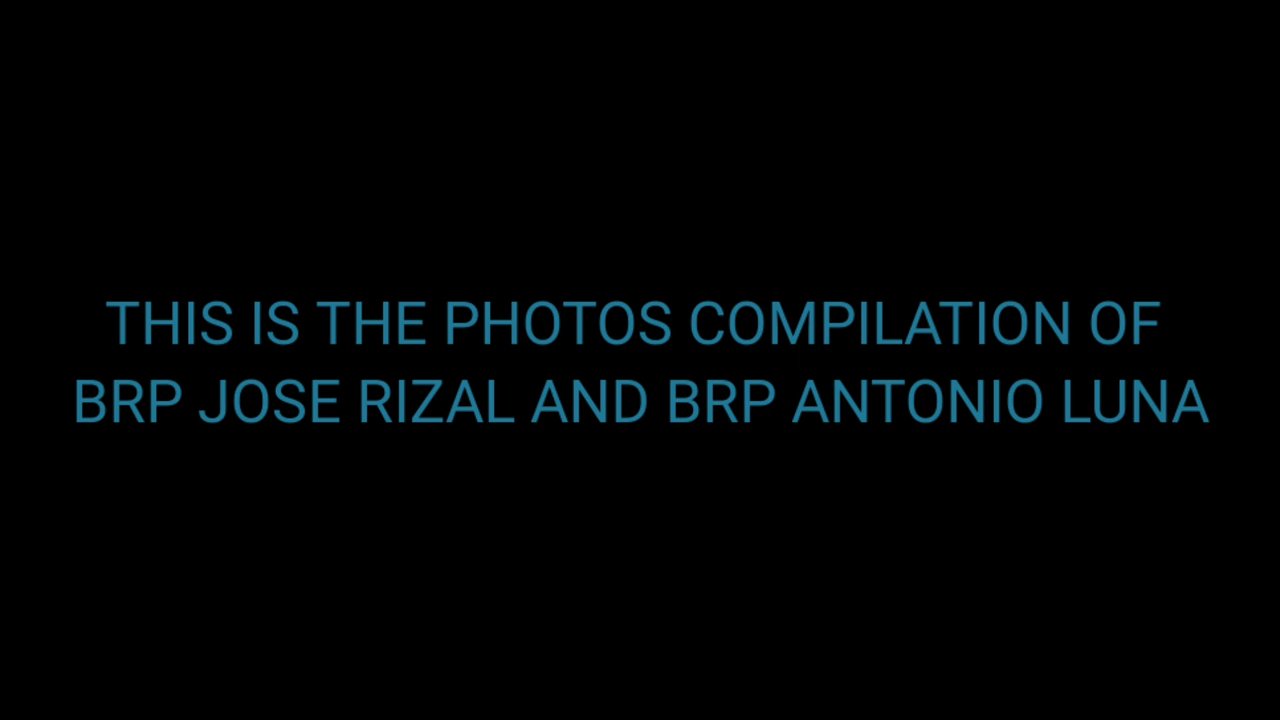 THIS IS THE PHOTOS COMPILATION OF
BRP JOSE RIZAL AND BRP ANTONIO LUNA